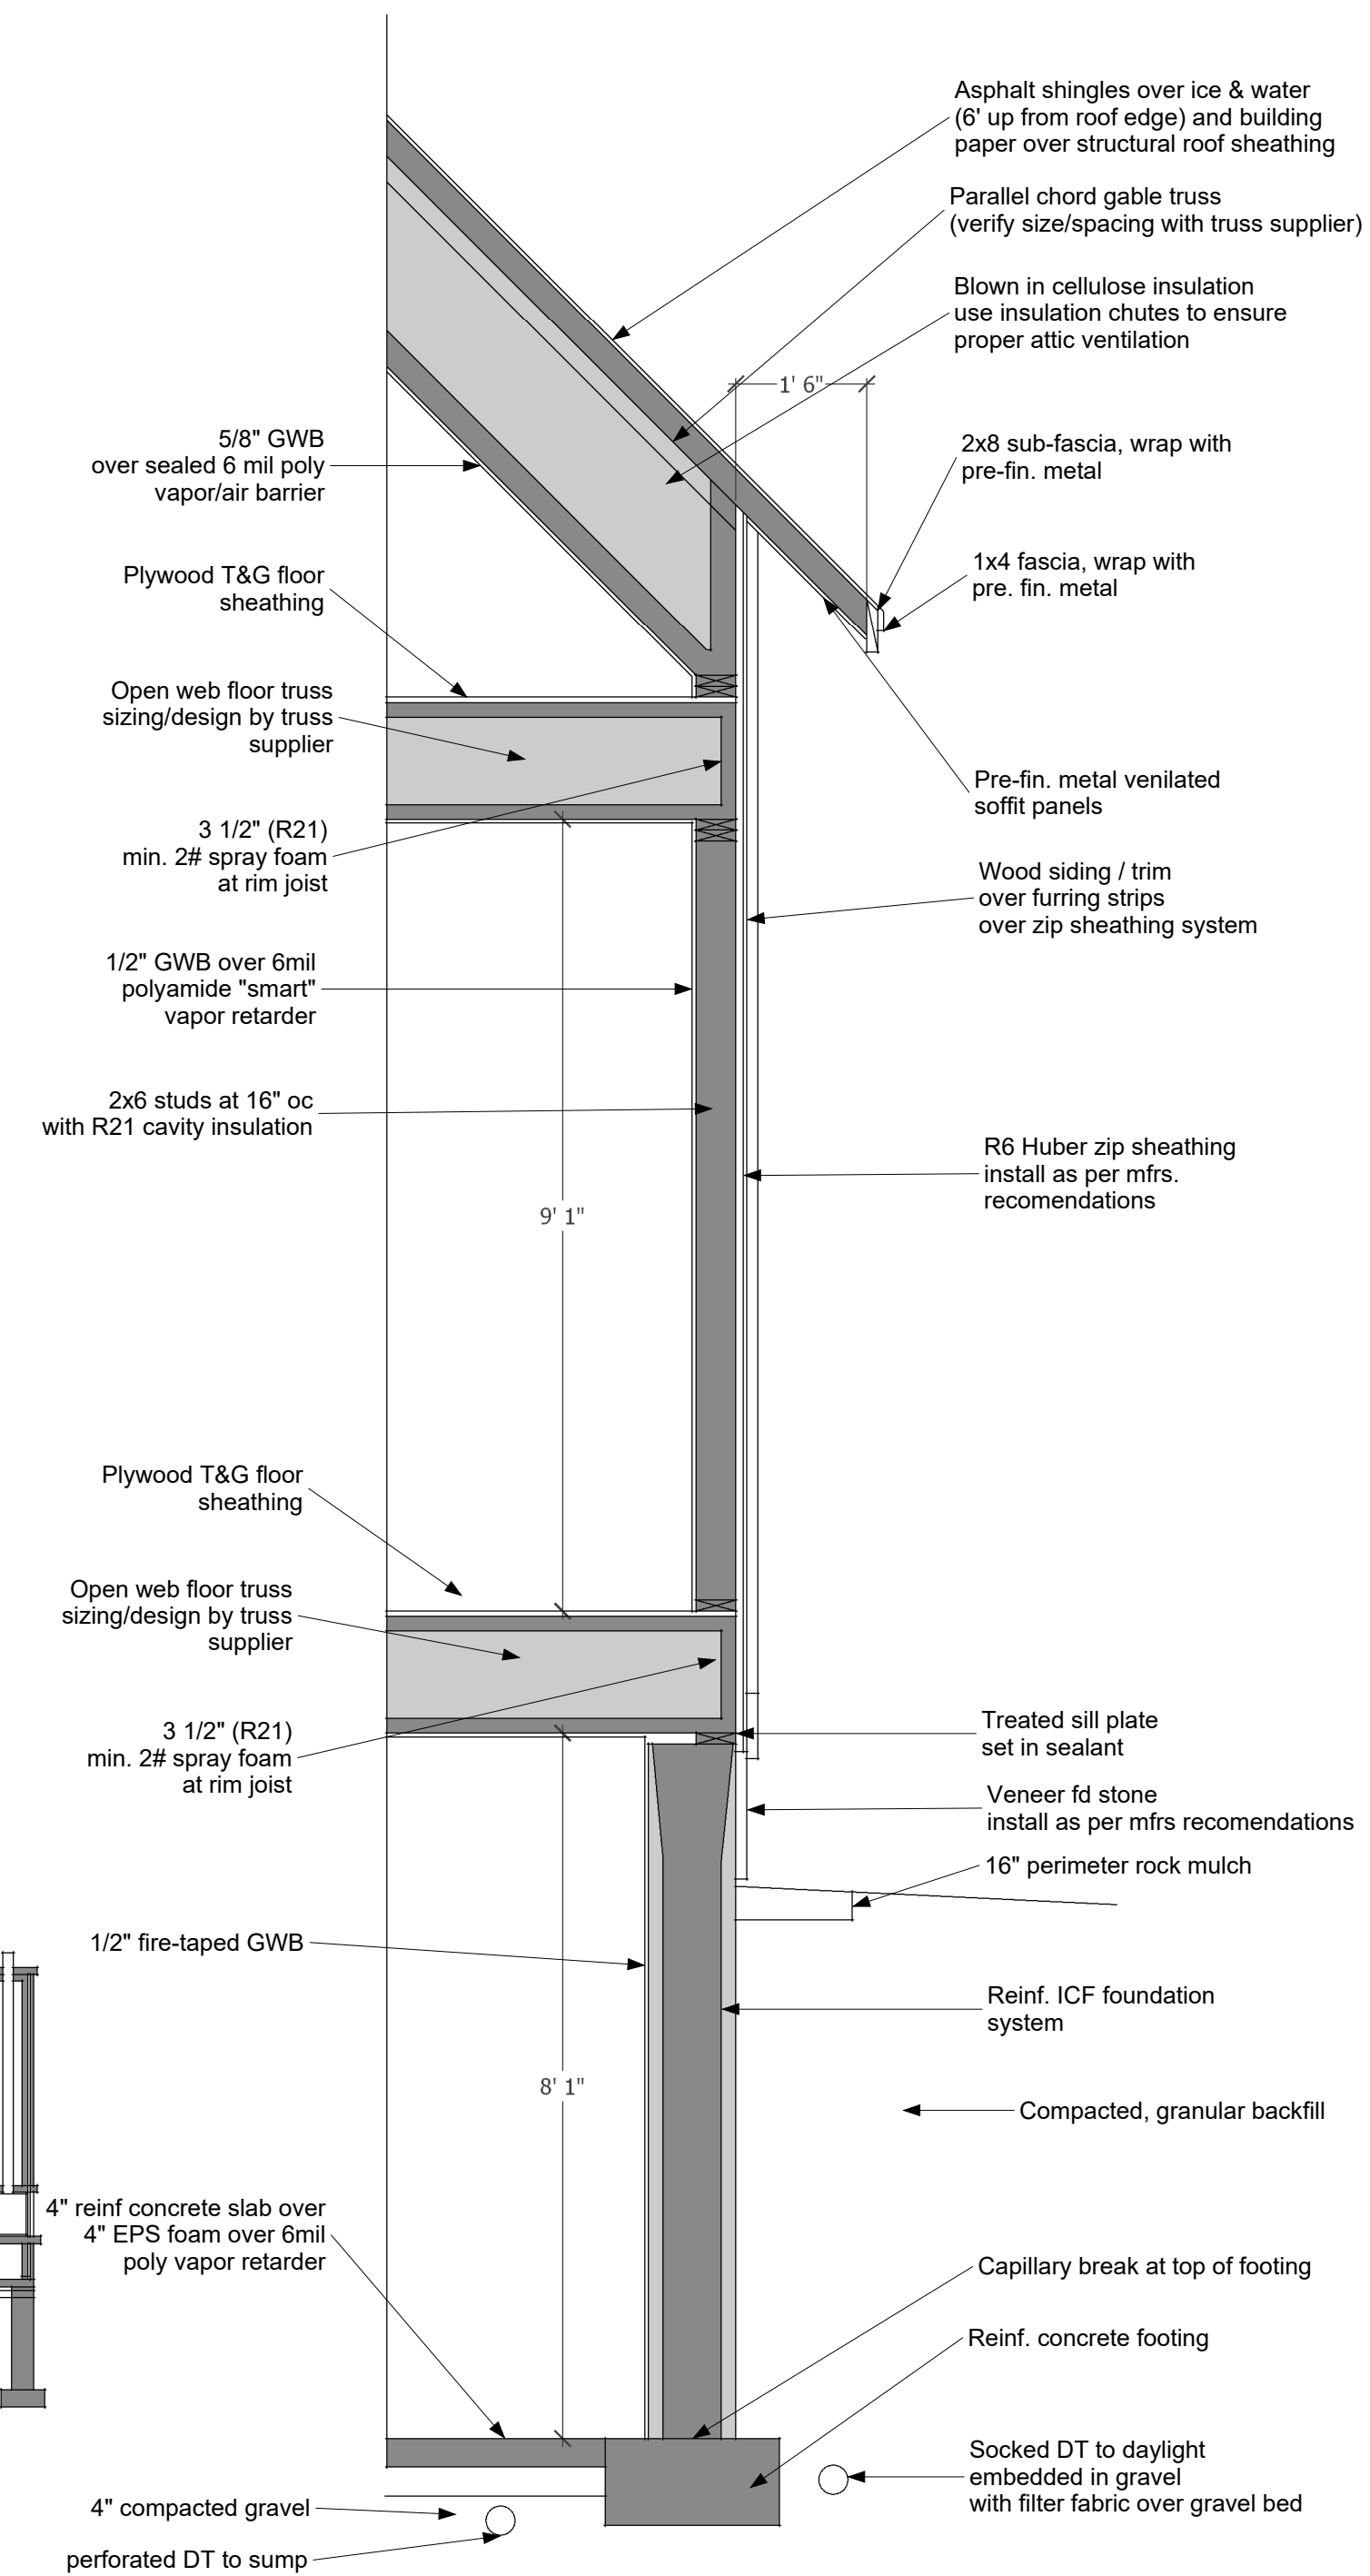 Asphalt shingles over ice & water
(6' up from roof edge) and building
paper over structural roof sheathing
Parallel chord gable truss
(verify size/spacing with truss supplier)
Blown in cellulose insulation
use insulation chutes to ensure
proper attic ventilation
1' 6"
5/8" GWB
over sealed 6 mil poly
vapor/air barrier
2x8 sub-fascia, wrap with
pre-fin. metal
Plywood T&G floor
sheathing
1x4 fascia, wrap with
pre. fin. metal
Open web floor truss
sizing/design by truss
supplier
Pre-fin. metal venilated
soffit panels
3 1/2" (R21)
min. 2# spray foam
at rim joist
Wood siding / trim
over furring strips
over zip sheathing system
1/2" GWB over 6mil
polyamide "smart"
vapor retarder
2x6 studs at 16" oc
with R21 cavity insulation
R6 Huber zip sheathing
install as per mfrs.
recomendations
9' 1"
Plywood T&G floor
sheathing
Open web floor truss
sizing/design by truss
supplier
3 1/2" (R21)
min. 2# spray foam
at rim joist
Treated sill plate
set in sealant
Veneer fd stone
install as per mfrs recomendations
16" perimeter rock mulch
1/2" fire-taped GWB
Reinf. ICF foundation
system
8' 1"
Compacted, granular backfill
4" reinf concrete slab over
4" EPS foam over 6mil
poly vapor retarder
Capillary break at top of footing
Reinf. concrete footing
Socked DT to daylight
embedded in gravel
with filter fabric over gravel bed
4" compacted gravel
perforated DT to sump